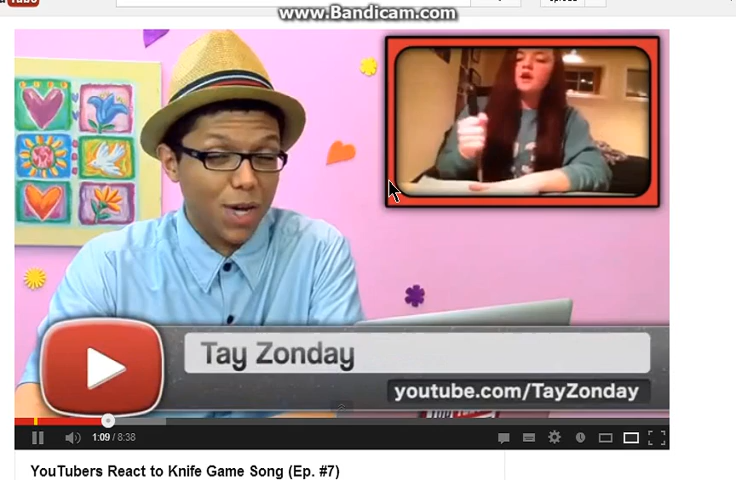 www.Bandicam.com
Tay Zonday
youtube.com/TayZonday
1:09 / 8:38
YouTubers React to Knife Game Song (Ep. #7)